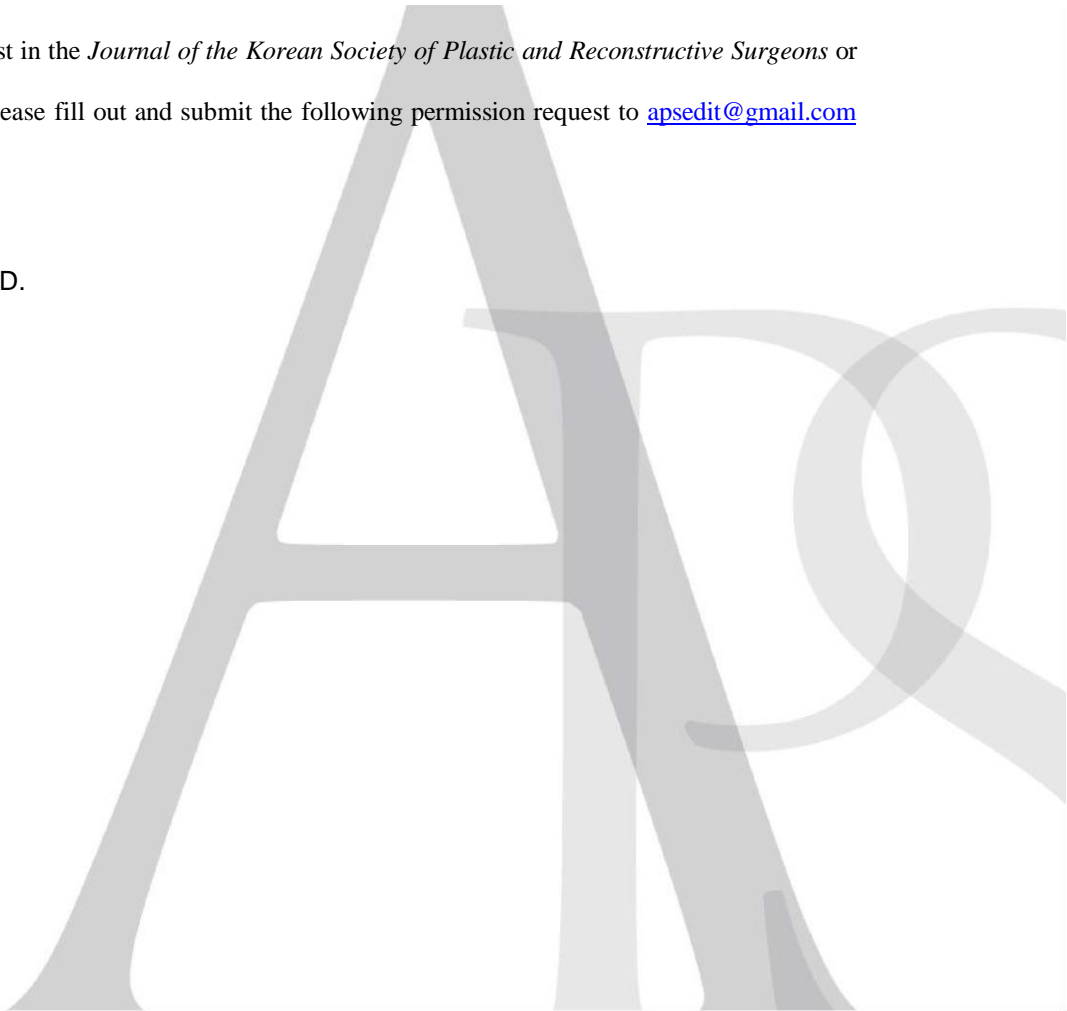 st in the Journal of the Korean Society of Plastic and Reconstructive Surgeons or
ease fill out and submit the following permission request to apsedit@gmail.com
D.
APS